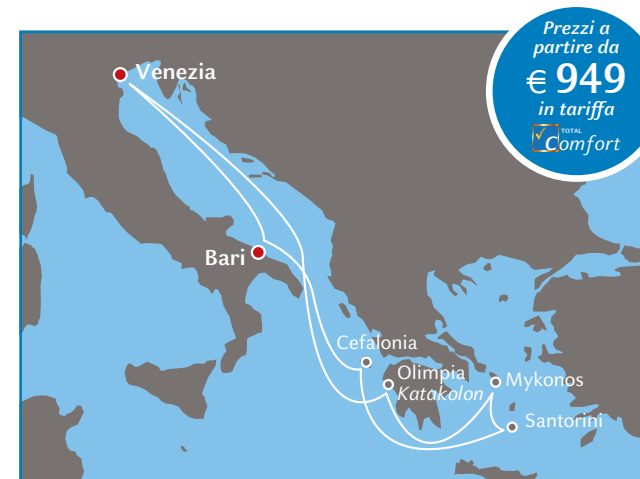 Prezzi a
partire da
€ 949
in tariffa
TOTAL
Comfort
Venezia
Bari
Cefalonia
Olimpia
Katakolon
Mykonos
Santorini